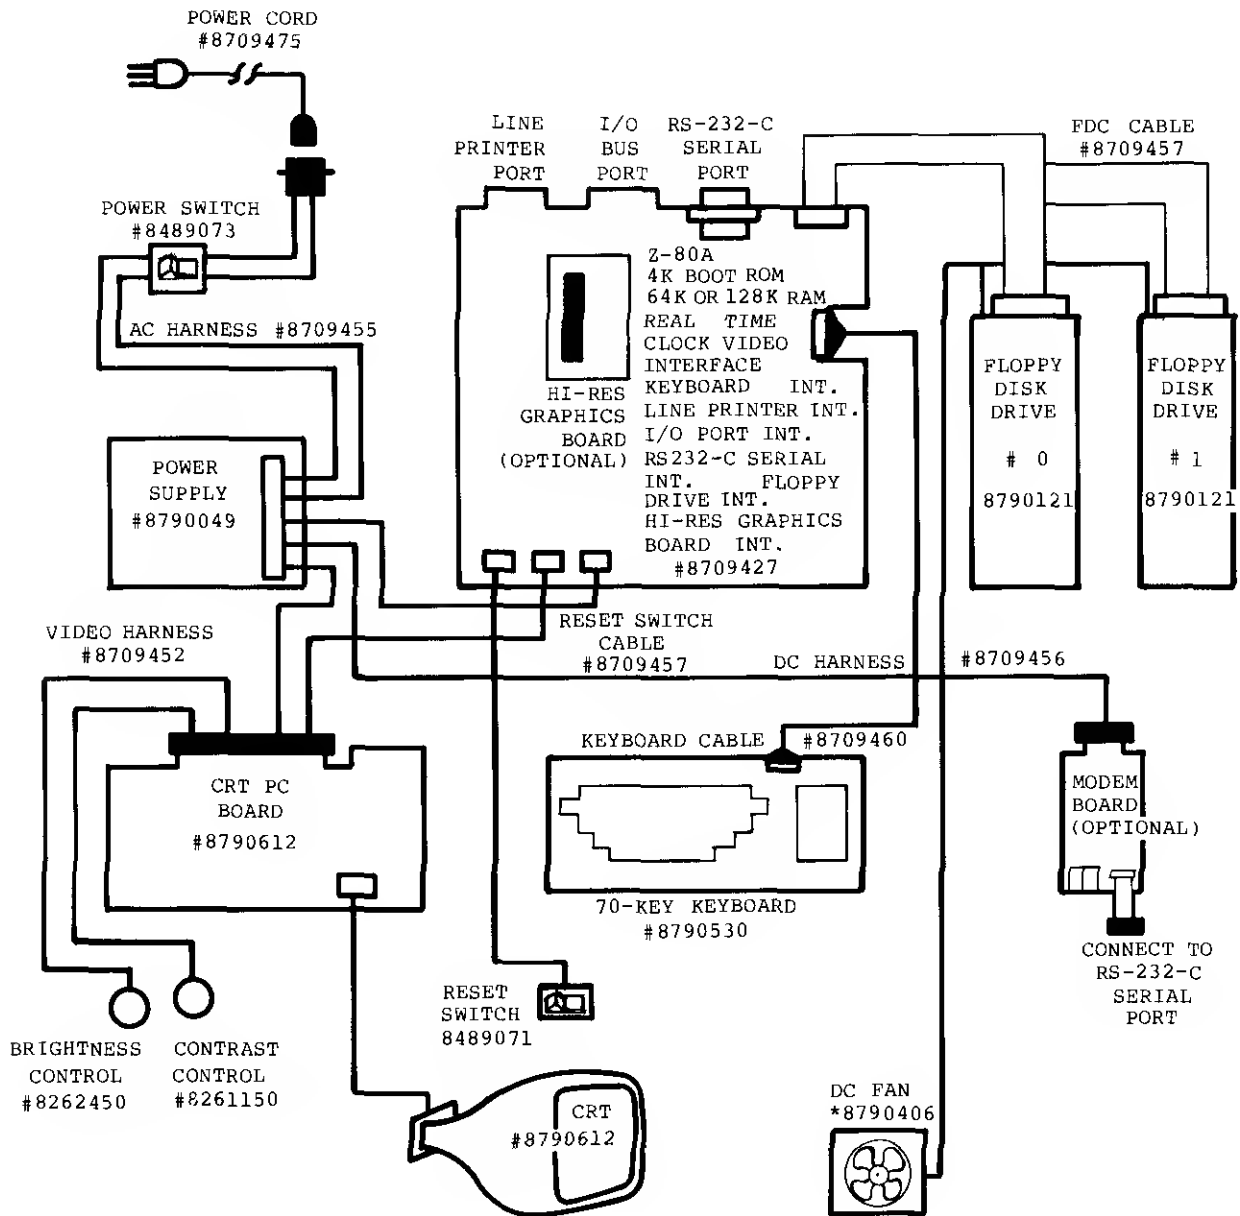 POWER CORD
#8709475
LINE
PRINTER
PORT
I/O
BUS
PORT
RS-232-C
SERIAL
PORT
FDC CABLE
#8709457
POWER SWITCH
#8489073
AC HARNESS #8709455
Z-80A
4K BOOT ROM
64K OR 128K RAM
REAL TIME
CLOCK VIDEO
INTERFACE
KEYBOARD INT.
LINE PRINTER INT.
I/O PORT INT.
RS232-C SERIAL
INT. FLOPPY
DRIVE INT.
HI-RES GRAPHICS
BOARD INT.
#8709427
HI-RES
GRAPHICS
BOARD
(OPTIONAL)
FLOPPY
DISK
DRIVE
# 0
8790121
FLOPPY
DISK
DRIVE
# 1
8790121
POWER
SUPPLY
#8790049
VIDEO HARNESS
#8709452
RESET SWITCH
CABLE
#8709457
DC HARNESS #8709456
KEYBOARD CABLE #8709460
CRT PC
BOARD
#8790612
MODEM
BOARD
(OPTIONAL)
70-KEY KEYBOARD
#8790530
CONNECT TO
RS-232-C
SERIAL
PORT
RESET
SWITCH
8489071
BRIGHTNESS
CONTROL
#8262450
CONTRAST
CONTROL
#8261150
CRT
#8790612
DC FAN
*8790406